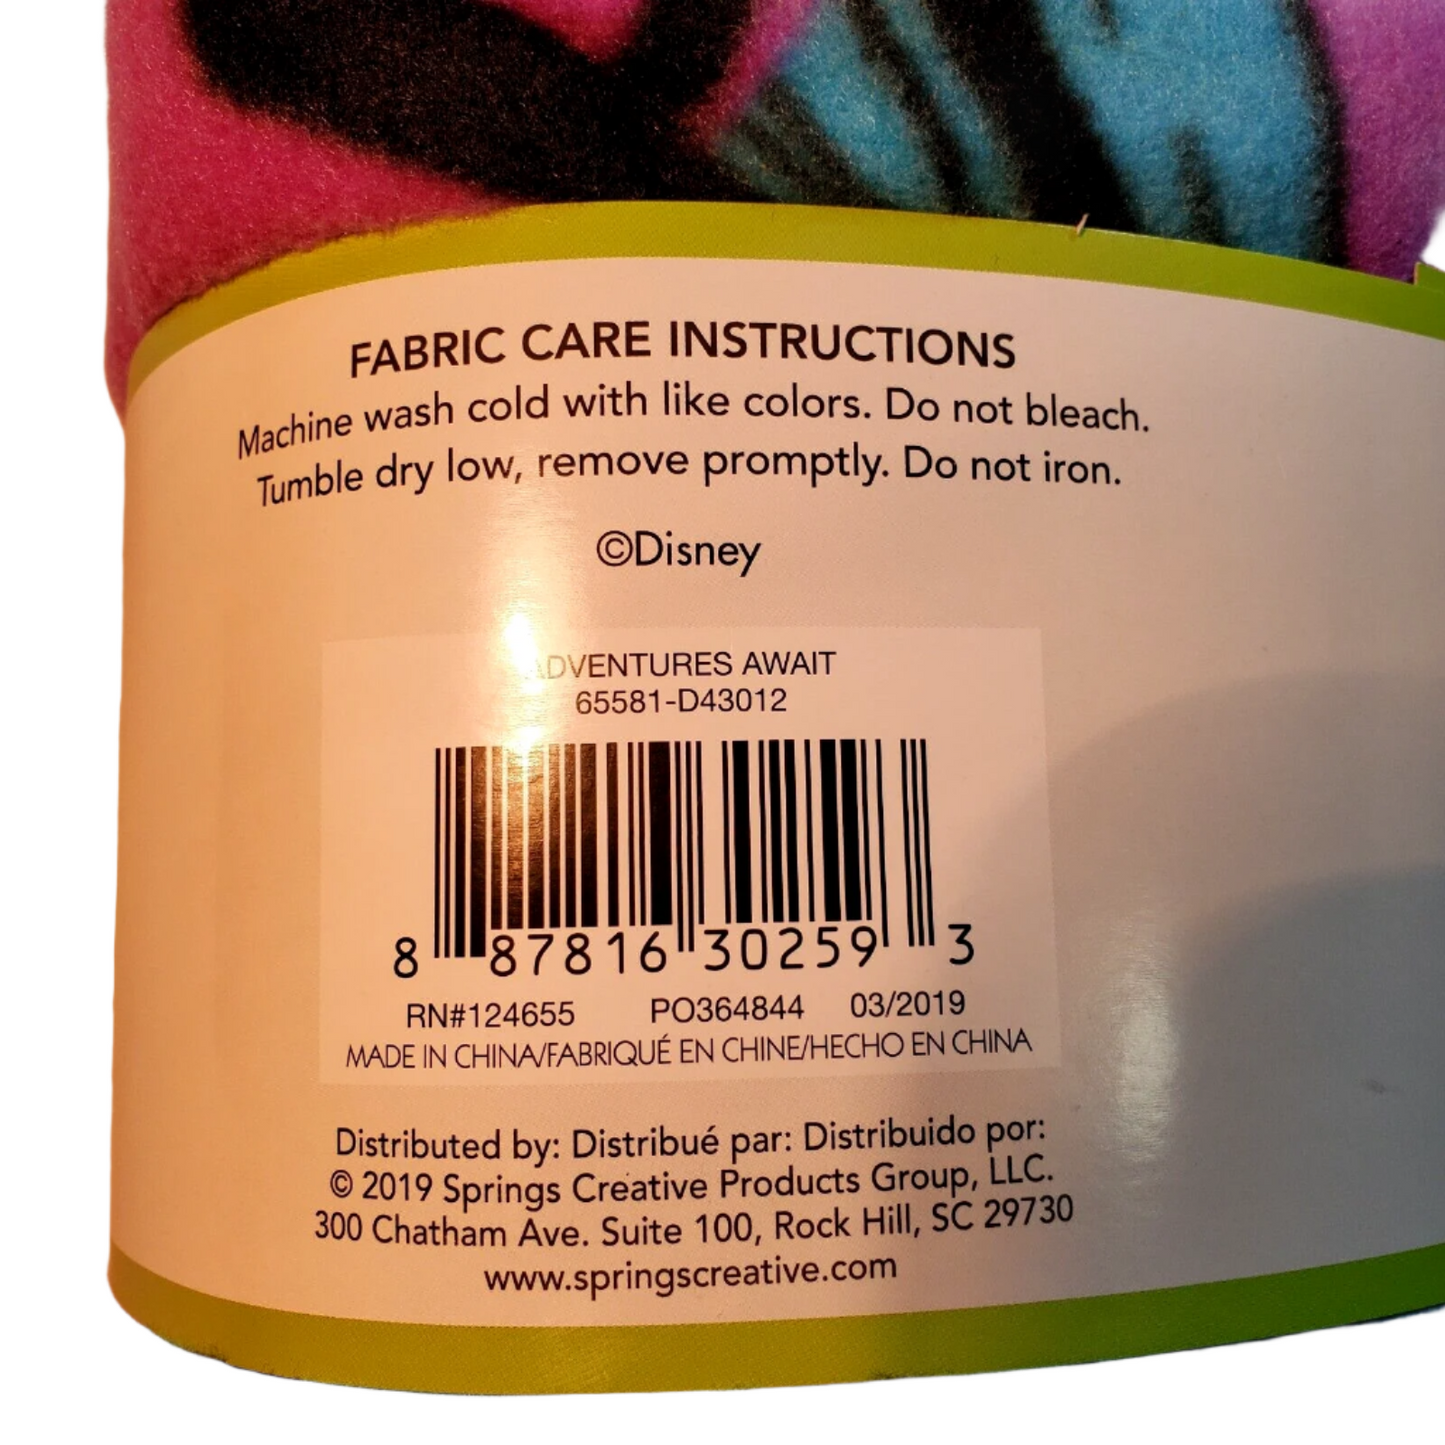 FABRIC CARE INSTRUCTIONS
Machine wash cold with like colors. Do not bleach.
Tumble dry low, remove promptly. Do not iron.
©Disney
ADVENTURES AWAIT
65581-D43012
8 87816 30259 3
RN#124655 PO364844 03/2019
MADE IN CHINA/FABRIQUÉ EN CHINE/HECHO EN CHINA
Distributed by: Distribué par: Distribuido por:
© 2019 Springs Creative Products Group, LLC.
300 Chatham Ave. Suite 100, Rock Hill, SC 29730
www.springscreative.com